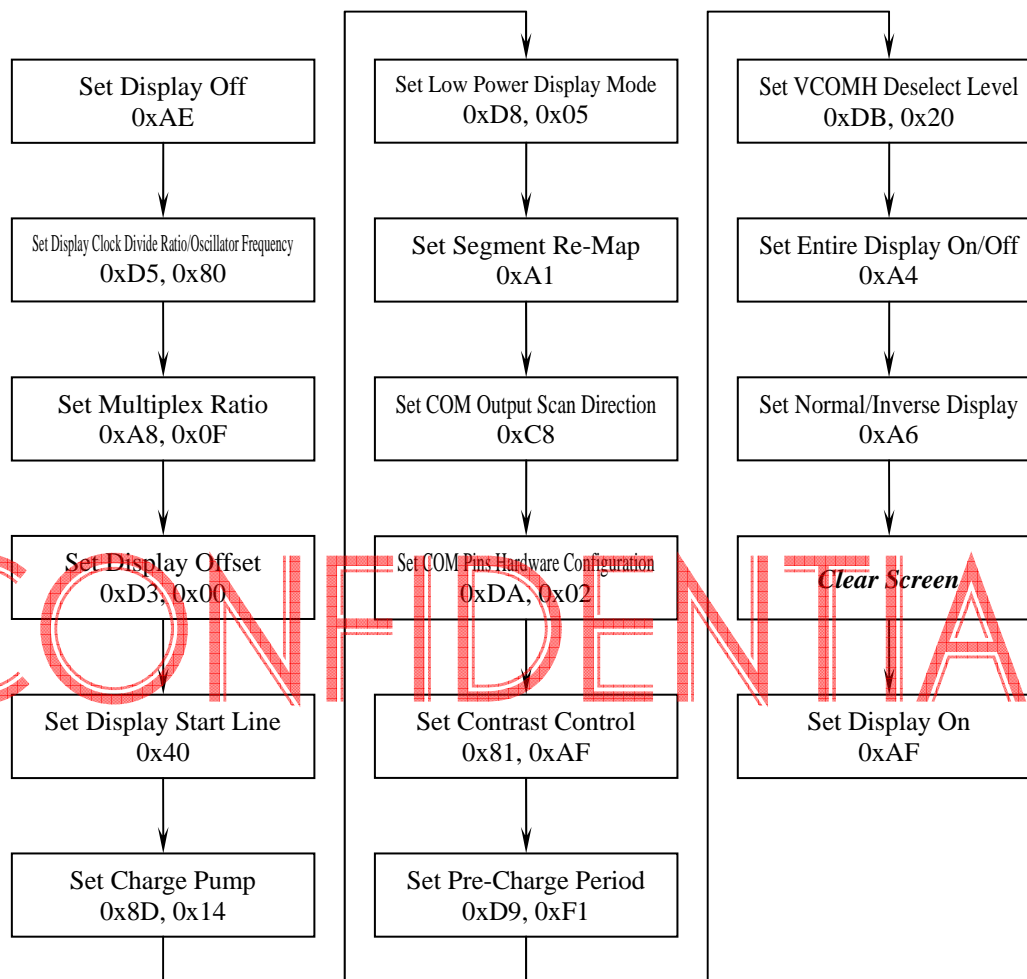 Set Display Off
0xAE
Set Display Clock Divide Ratio/Oscillator Frequency
0xD5, 0x80
Set Multiplex Ratio
0xA8, 0x0F
Set Display Offset
0xD3, 0x00
Set Display Start Line
0x40
Set Charge Pump
0x8D, 0x14
Set Low Power Display Mode
0xD8, 0x05
Set Segment Re-Map
0xA1
Set COM Output Scan Direction
0xC8
Set COM Pins Hardware Configuration
0xDA, 0x02
Set Contrast Control
0x81, 0xAF
Set Pre-Charge Period
0xD9, 0xF1
Set VCOMH Deselect Level
0xDB, 0x20
Set Entire Display On/Off
0xA4
Set Normal/Inverse Display
0xA6
Clear Screen
Set Display On
0xAF
CONFIDENTIA